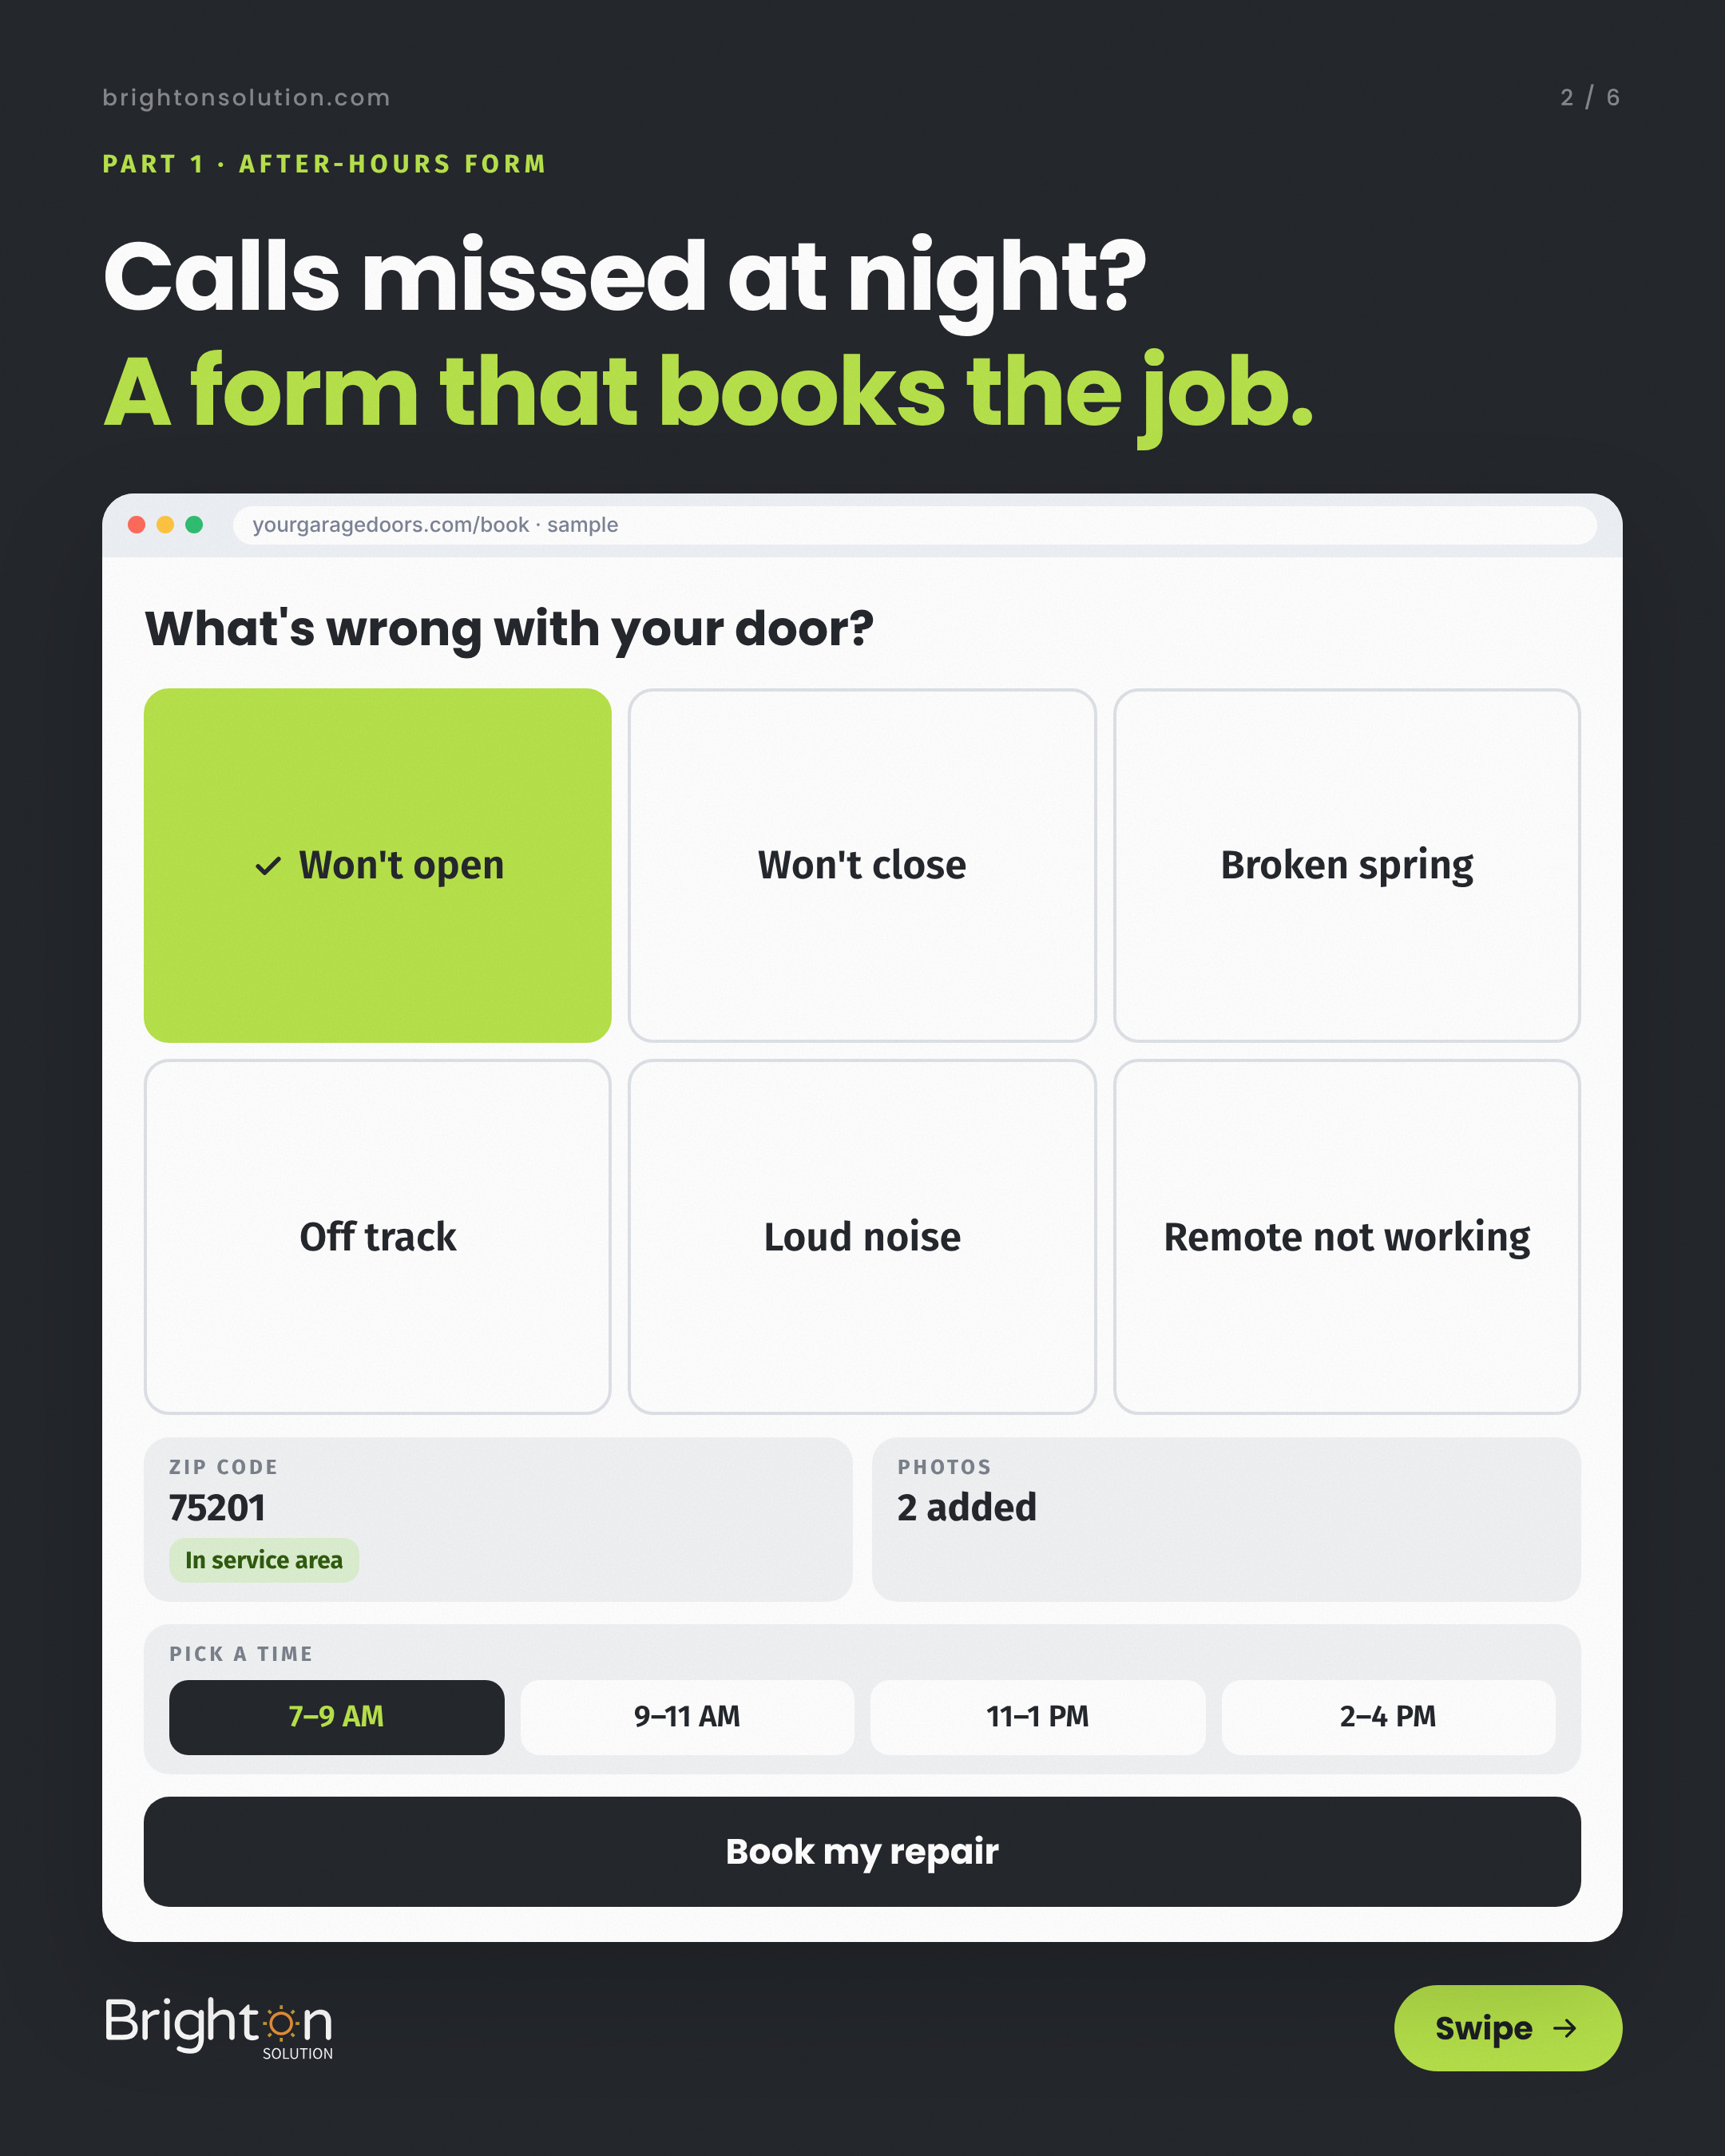 brightonsolution.com
2 / 6
PART 1 · AFTER-HOURS FORM
Calls missed at night?
A form that books the job.
yourgaragedoors.com/book · sample
What's wrong with your door?
✓ Won't open
Won't close
Broken spring
Off track
Loud noise
Remote not working
ZIP CODE
75201
In service area
PHOTOS
2 added
PICK A TIME
7–9 AM
9–11 AM
11–1 PM
2–4 PM
Book my repair
Brighton
SOLUTION
Swipe →